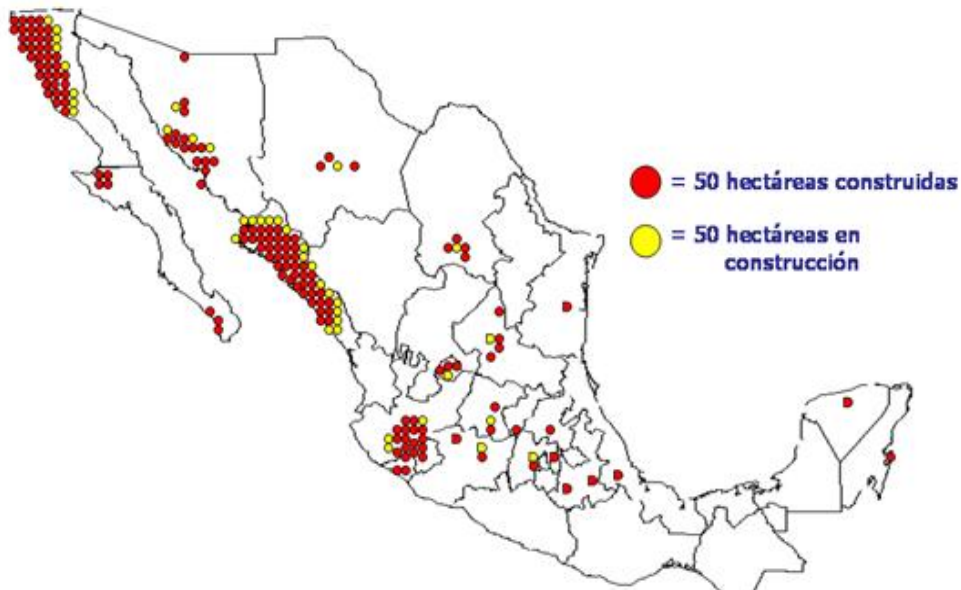 = 50 hectáreas construidas
= 50 hectáreas en
construcción